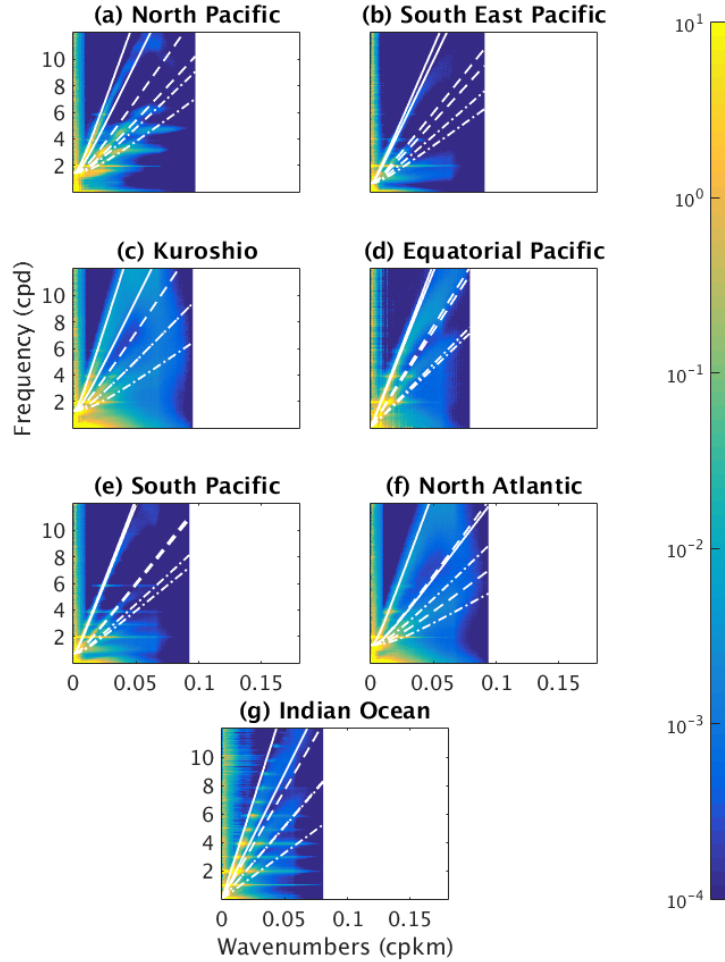 (a) North Pacific
(b) South East Pacific
10
8
6
4
2
(c) Kuroshio
(d) Equatorial Pacific
10
8
6
4
2
Frequency (cpd)
(e) South Pacific
(f) North Atlantic
10
8
6
4
2
0 0.05 0.1 0.15
0 0.05 0.1 0.15
(g) Indian Ocean
10
8
6
4
2
0 0.05 0.1 0.15
Wavenumbers (cpkm)
10^1
10^0
10^-1
10^-2
10^-3
10^-4